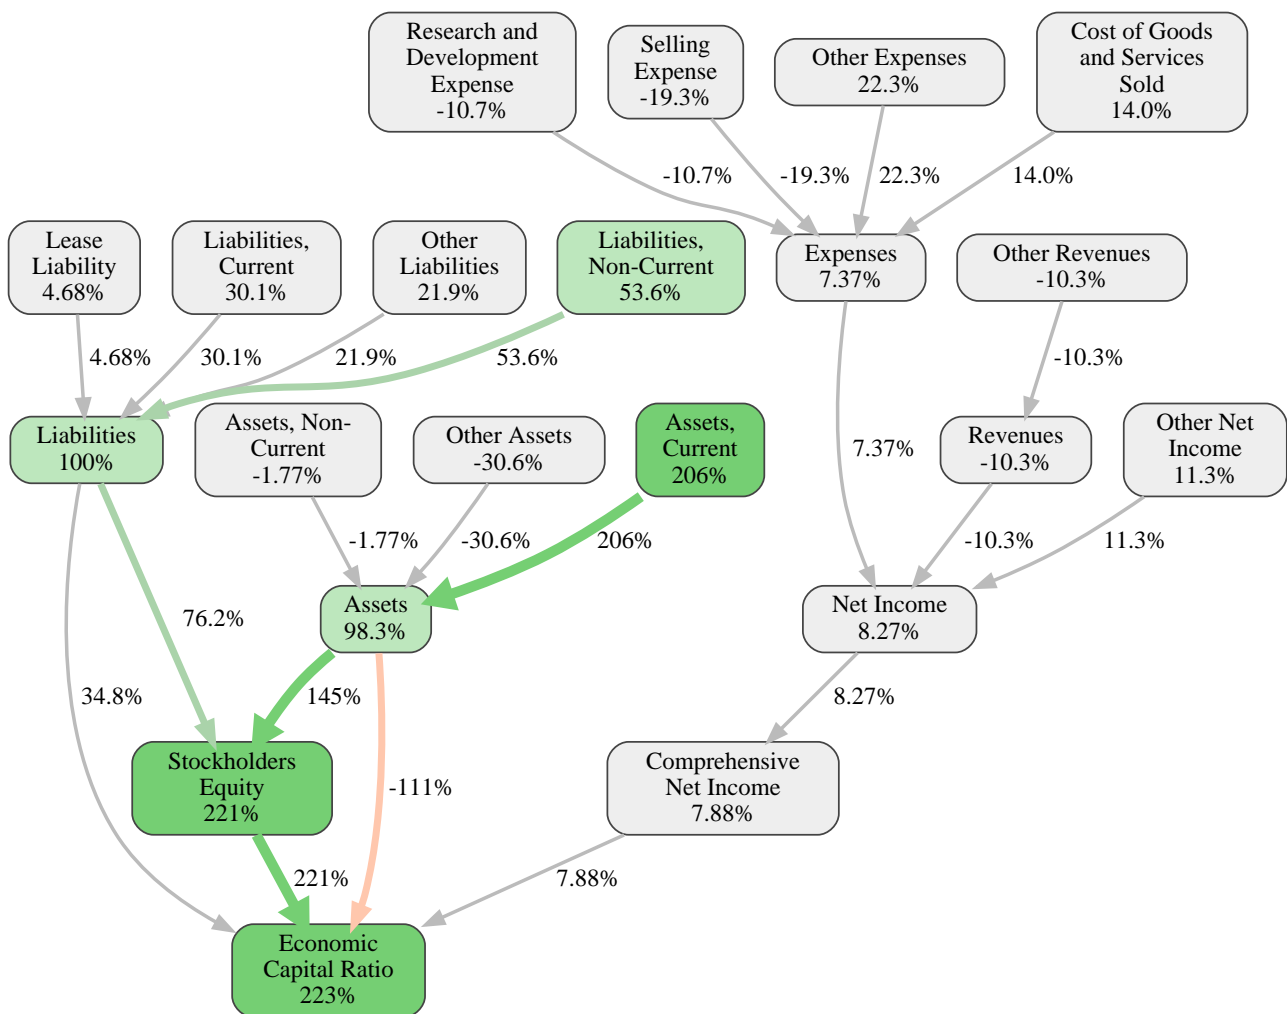 Research and
Development
Expense
-10.7%
Selling
Expense
-19.3%
Other Expenses
22.3%
Cost of Goods
and Services
Sold
14.0%
-10.7%
-19.3%
22.3%
14.0%
Lease
Liability
4.68%
Liabilities,
Current
30.1%
Other
Liabilities
21.9%
Liabilities,
Non-Current
53.6%
Expenses
7.37%
Other Revenues
-10.3%
4.68%
30.1%
21.9%
53.6%
-10.3%
Liabilities
100%
Assets, Non-
Current
-1.77%
Other Assets
-30.6%
Assets,
Current
206%
7.37%
Revenues
-10.3%
Other Net
Income
11.3%
-1.77%
-30.6%
206%
-10.3%
11.3%
76.2%
Assets
98.3%
Net Income
8.27%
34.8%
145%
8.27%
Stockholders
Equity
221%
-111%
Comprehensive
Net Income
7.88%
221%
7.88%
Economic
Capital Ratio
223%